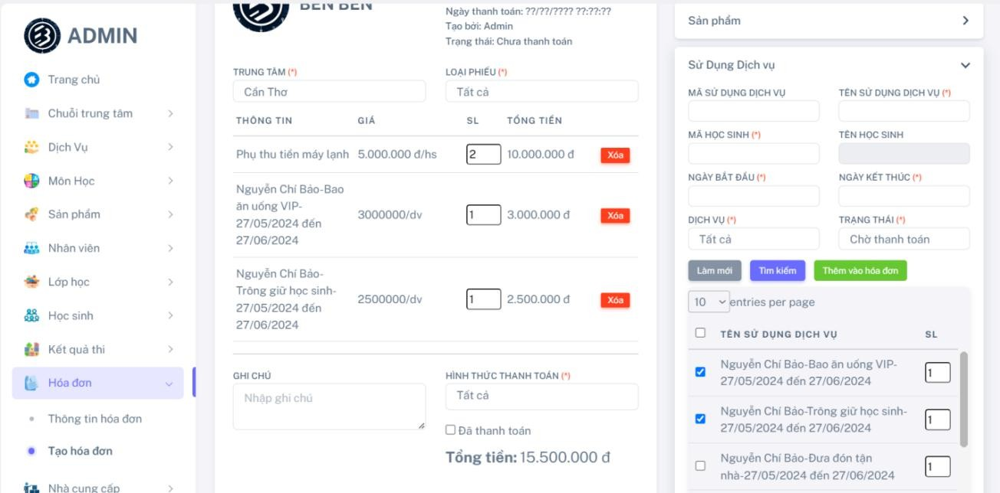 ADMIN
Trang chủ
Chuỗi trung tâm
Dịch Vụ
Môn Học
Sản phẩm
Nhân viên
Lớp học
Học sinh
Kết quả thi
Hóa đơn
Thông tin hóa đơn
Tạo hóa đơn
Nhà cung cấp
BEN BEN
Ngày thanh toán: ??/??/???? ??:??:??
Tạo bởi: Admin
Trạng thái: Chưa thanh toán
TRUNG TÂM (*)
LOẠI PHIẾU (*)
Cần Thơ
Tất cả
THÔNG TIN GIÁ SL TỔNG TIỀN
Phụ thu tiền máy lạnh 5.000.000 đ/hs 2 10.000.000 đ Xóa
Nguyễn Chí Bảo-Bao
ăn uống VIP-
27/05/2024 đến
27/06/2024
3000000/dv 1 3.000.000 đ Xóa
Nguyễn Chí Bảo-
Trông giữ học sinh-
27/05/2024 đến
27/06/2024
2500000/dv 1 2.500.000 đ Xóa
GHI CHÚ
Nhập ghi chú
HÌNH THỨC THANH TOÁN (*)
Tất cả
Đã thanh toán
Tổng tiền: 15.500.000 đ
Sản phẩm
Sử Dụng Dịch vụ
MÃ SỬ DỤNG DỊCH VỤ
TÊN SỬ DỤNG DỊCH VỤ (*)
MÃ HỌC SINH (*)
TÊN HỌC SINH
NGÀY BẮT ĐẦU (*)
NGÀY KẾT THÚC (*)
DỊCH VỤ (*)
TRẠNG THÁI (*)
Tất cả
Chờ thanh toán
Làm mới
Tìm kiếm
Thêm vào hóa đơn
10 entries per page
TÊN SỬ DỤNG DỊCH VỤ SL
Nguyễn Chí Bảo-Bao ăn uống VIP-
27/05/2024 đến 27/06/2024
1
Nguyễn Chí Bảo-Trông giữ học sinh-
27/05/2024 đến 27/06/2024
1
Nguyễn Chí Bảo-Đưa đón tận
nhà-27/05/2024 đến 27/06/2024
1